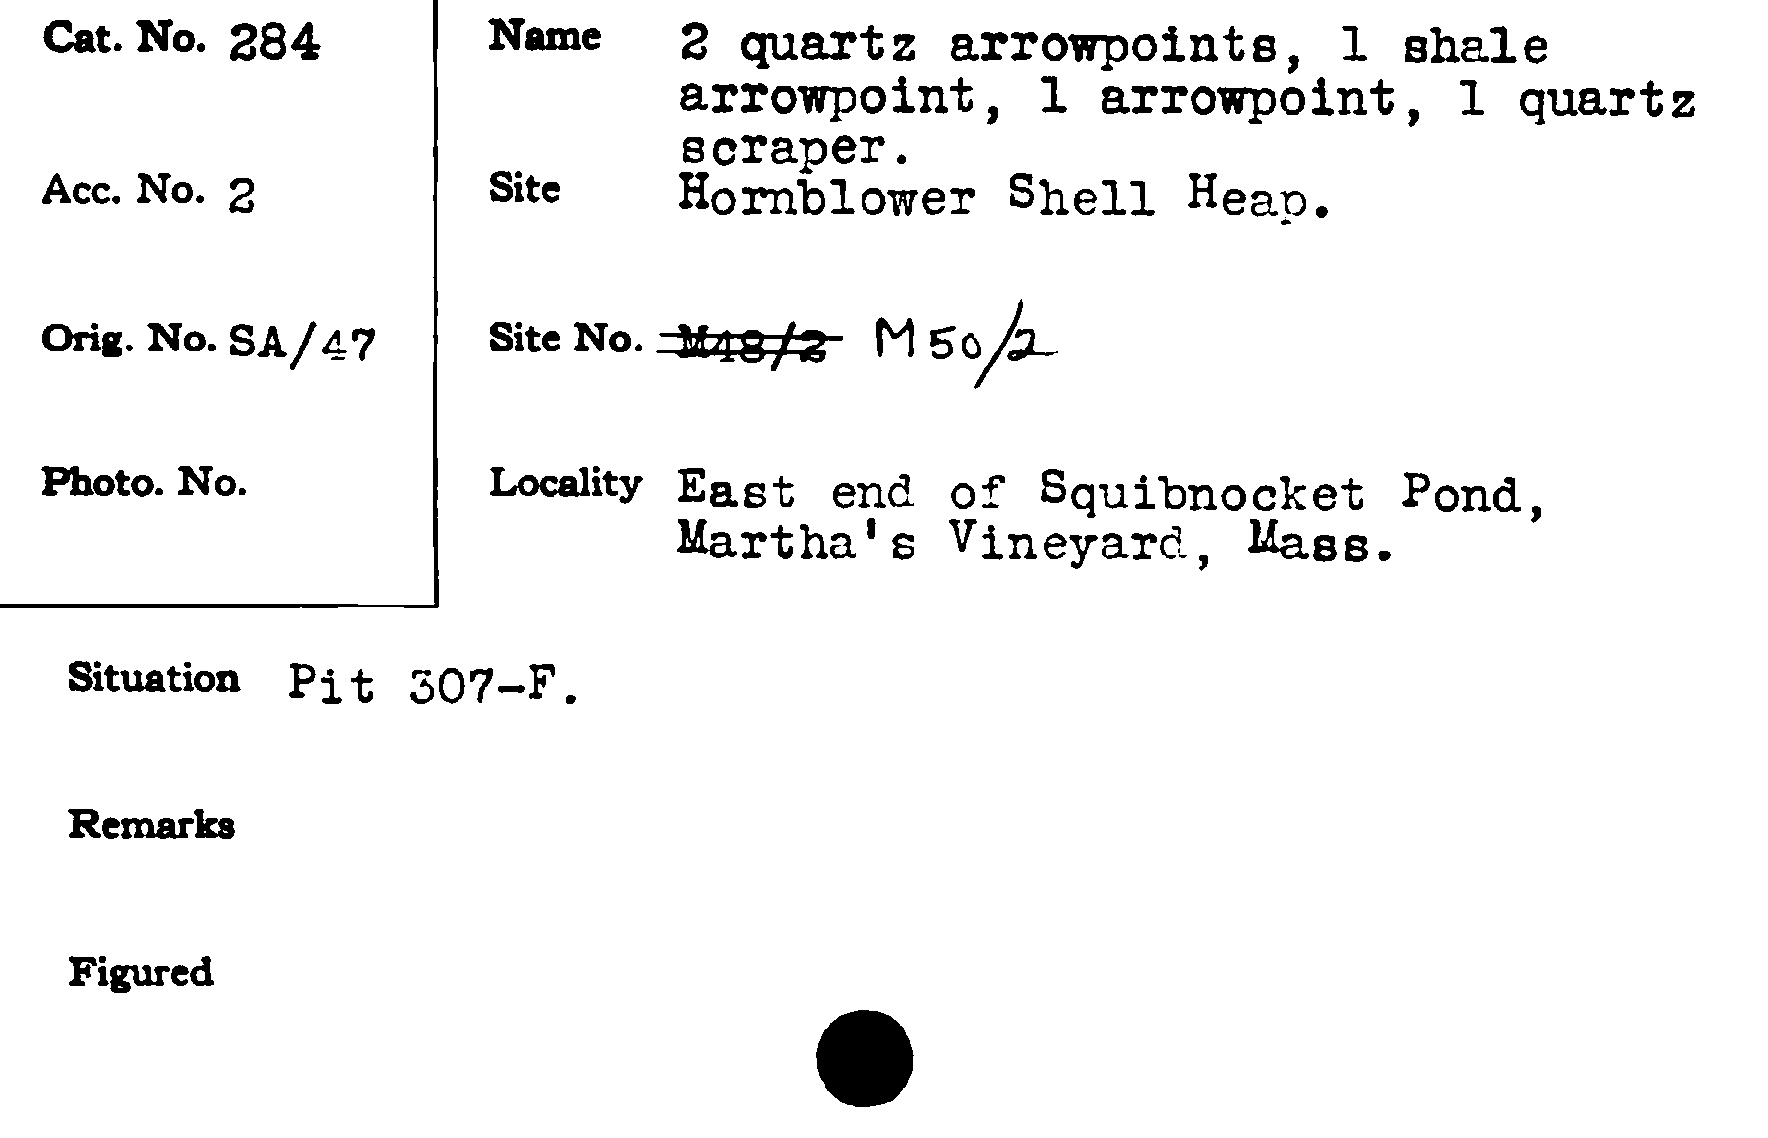 Cat. No. 284
Name 2 quartz arrowpoints, 1 shale
arrowpoint, 1 arrowpoint, 1 quartz
scraper.
Acc. No. 2
Site Hornblower Shell Heap.
Orig. No. SA/47
Site No. M48/2 M50/2
Photo. No.
Locality East end of Squibnocket Pond,
Martha's Vineyard, Mass.
Situation Pit 307-F.
Remarks
Figured